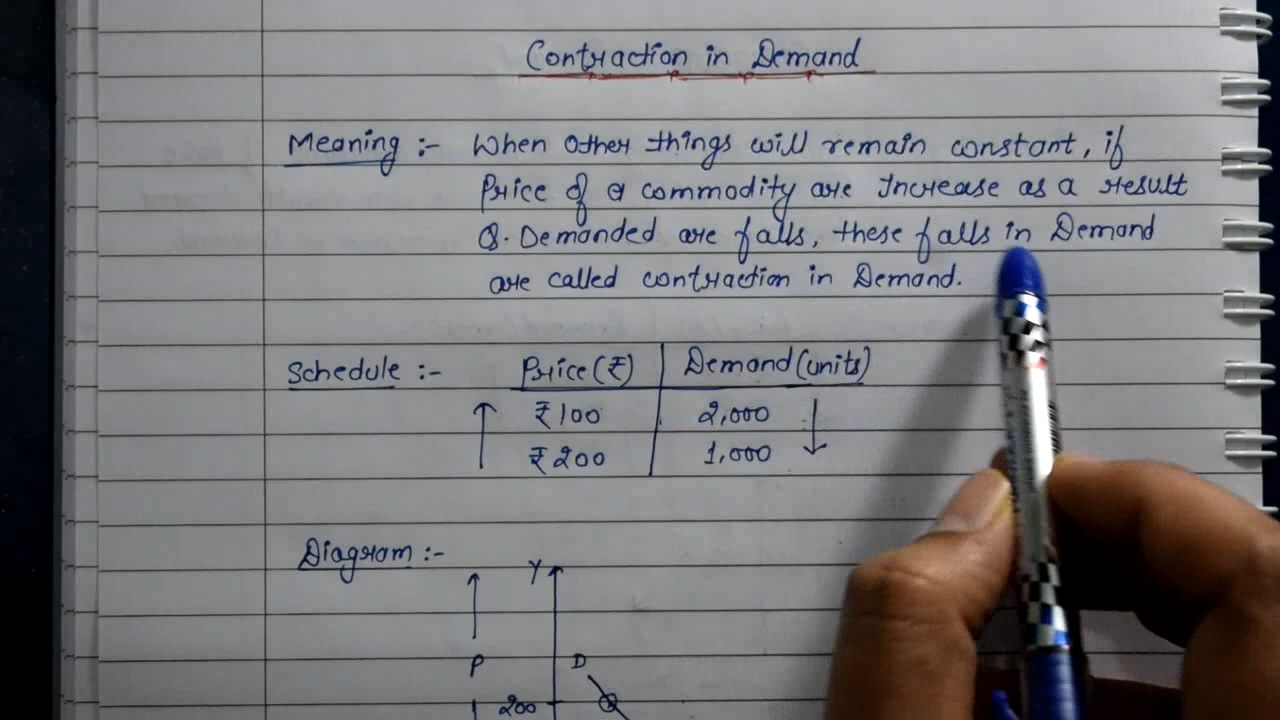 Contraction in Demand
Meaning :- When other things will remain constant, if
Price of a commodity are Increase as a result
Q. Demanded are falls, these falls in Demand
are called contraction in Demand.
Schedule :- Price (₹) Demand (units)
↑ ₹100 2,000 ↓
₹200 1,000
Diagram :-
Y
P D
200